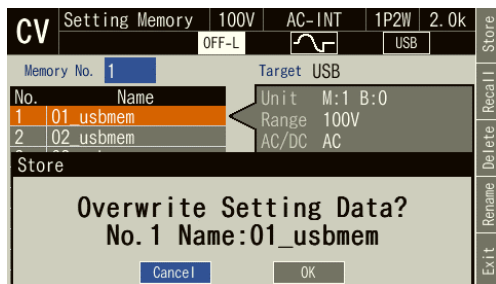 CV Setting Memory 100V AC-INT 1P2W 2.0k
OFF-L USB
Memory No. 1 Target USB
No. Name
1 01_usbmem
2 02_usbmem
Unit M:1 B:0
Range 100V
AC/DC AC
Store
Overwrite Setting Data?
No.1 Name:01_usbmem
Cancel OK
Store
Recall
Delete
Rename
Exit